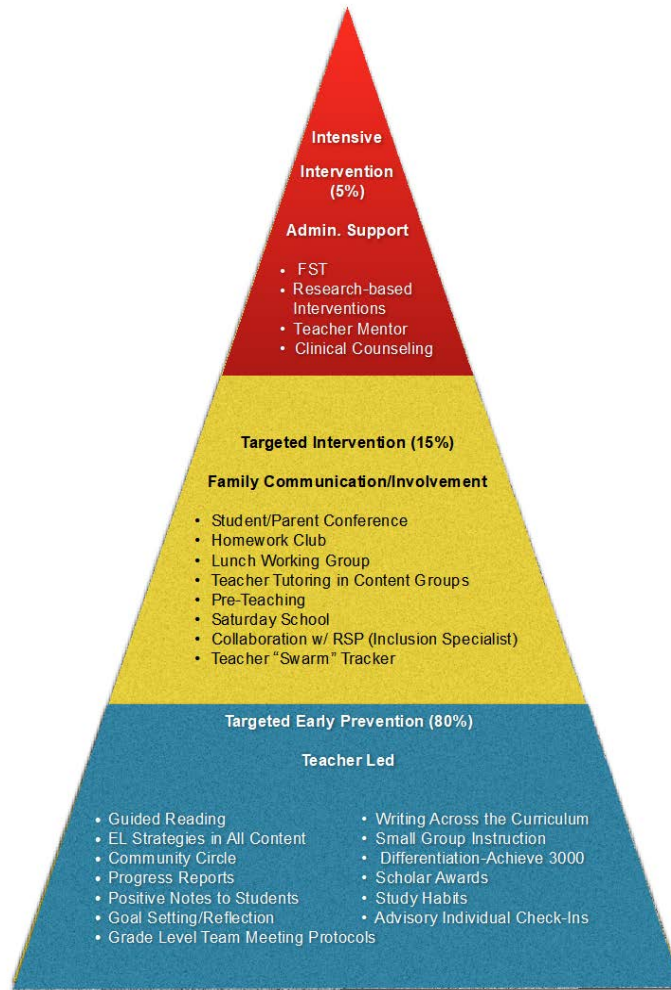 Intensive
Intervention
(5%)
Admin. Support
• FST
• Research-based
Interventions
• Teacher Mentor
• Clinical Counseling
Targeted Intervention (15%)
Family Communication/Involvement
• Student/Parent Conference
• Homework Club
• Lunch Working Group
• Teacher Tutoring in Content Groups
• Pre-Teaching
• Saturday School
• Collaboration w/ RSP (Inclusion Specialist)
• Teacher “Swarm” Tracker
Targeted Early Prevention (80%)
Teacher Led
• Guided Reading
• EL Strategies in All Content
• Community Circle
• Progress Reports
• Positive Notes to Students
• Goal Setting/Reflection
• Grade Level Team Meeting Protocols
• Writing Across the Curriculum
• Small Group Instruction
• Differentiation-Achieve 3000
• Scholar Awards
• Study Habits
• Advisory Individual Check-Ins